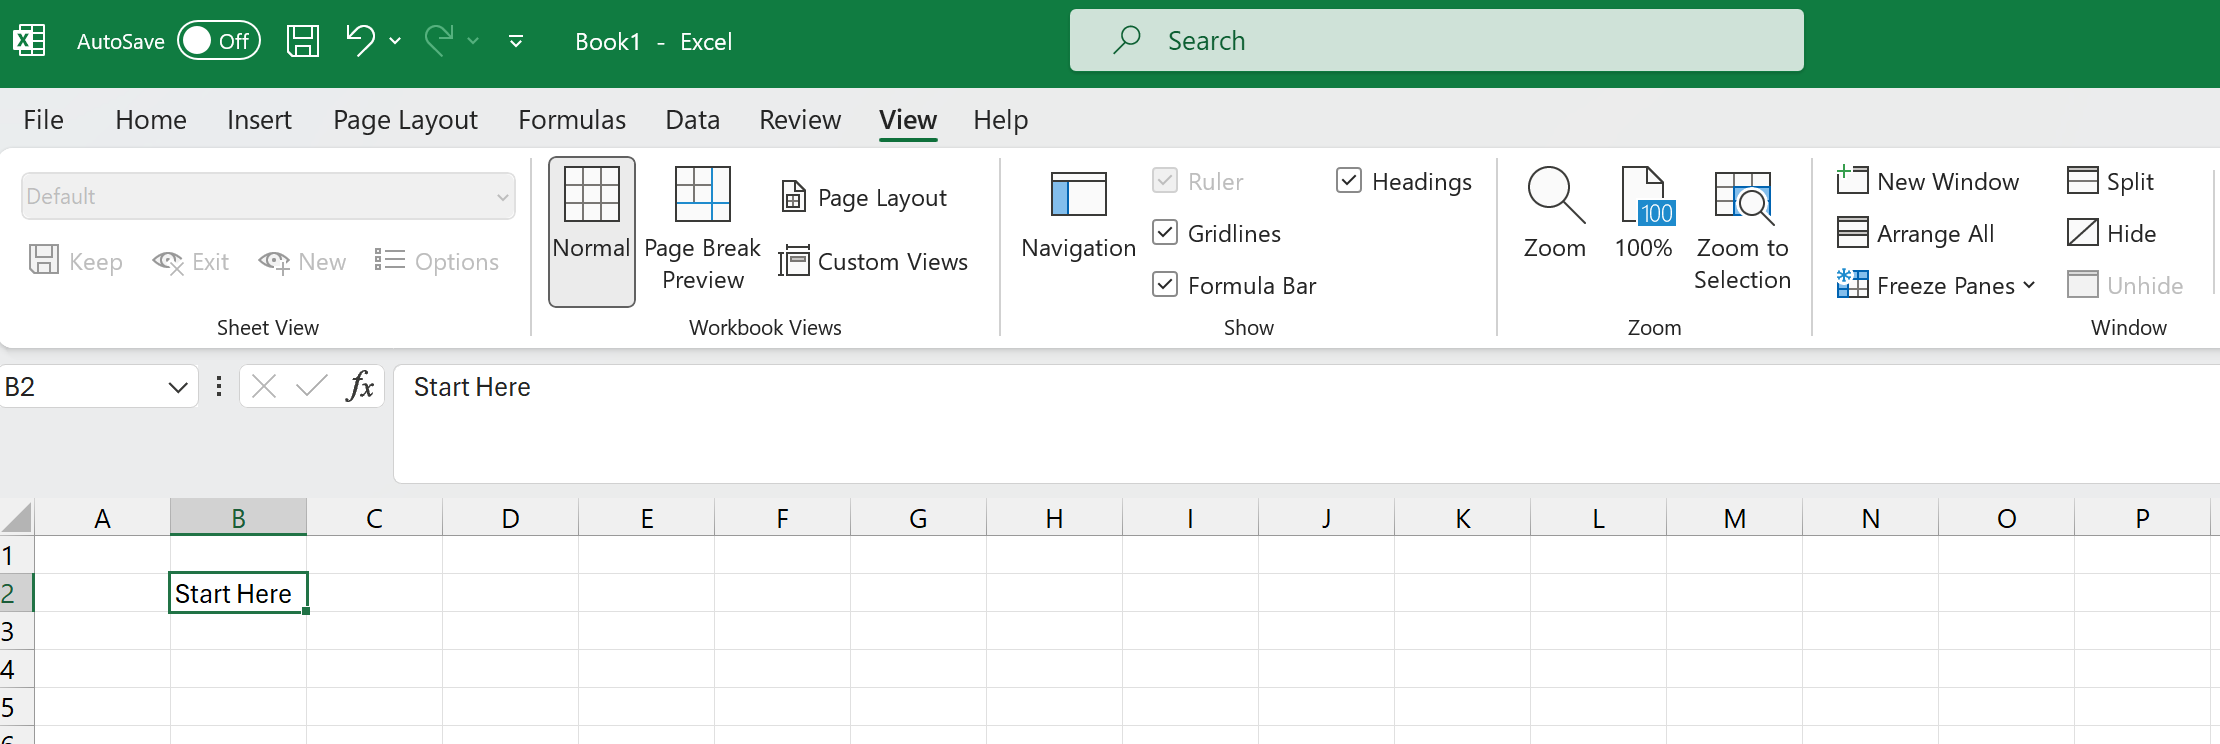 AutoSave Off Book1 - Excel Search
File Home Insert Page Layout Formulas Data Review View Help
Default
Keep Exit New Options
Sheet View
Normal
Page Break
Preview
Page Layout
Custom Views
Workbook Views
Navigation
Ruler
Gridlines
Formula Bar
Headings
Show
Zoom
100
100%
Zoom to
Selection
Zoom
New Window
Arrange All
Freeze Panes
Split
Hide
Unhide
Window
B2 fx Start Here
A B C D E F G H I J K L M N O P
1
2 Start Here
3
4
5
6